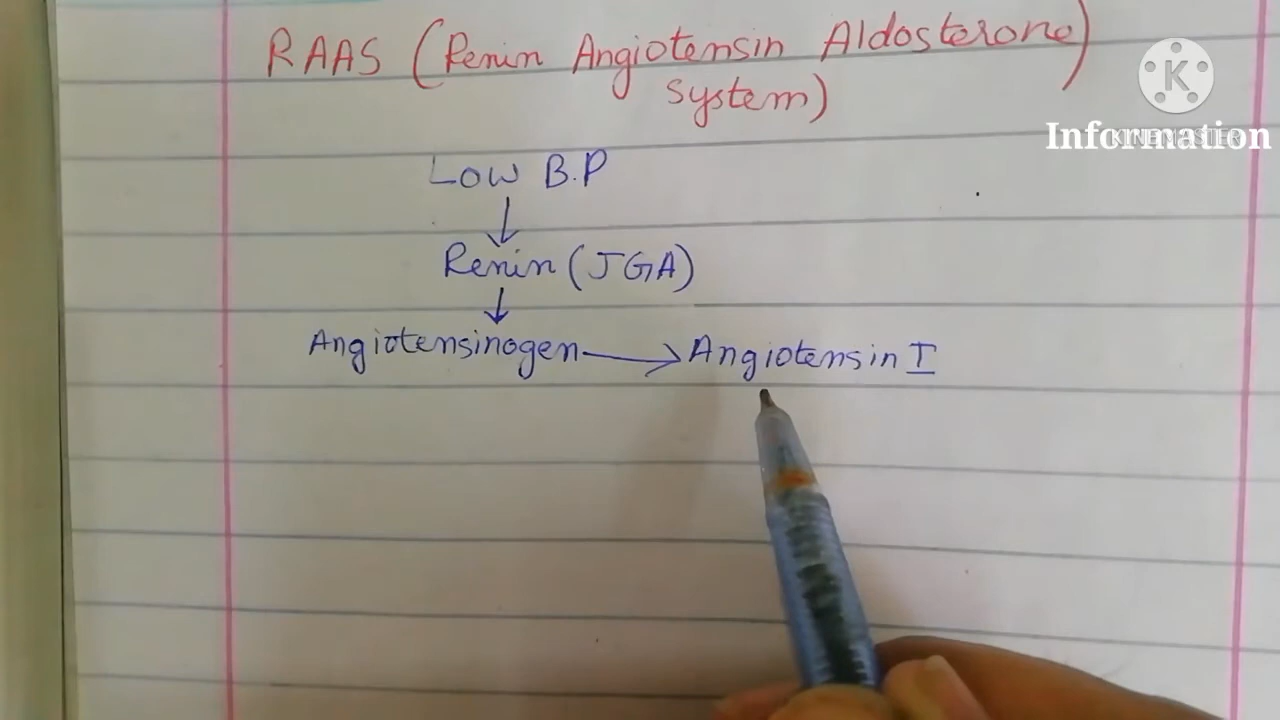 RAAS (Renin Angiotensin Aldosterone)
System)
Information
Low B.P
Renin (JGA)
Angiotensinogen → Angiotensin I